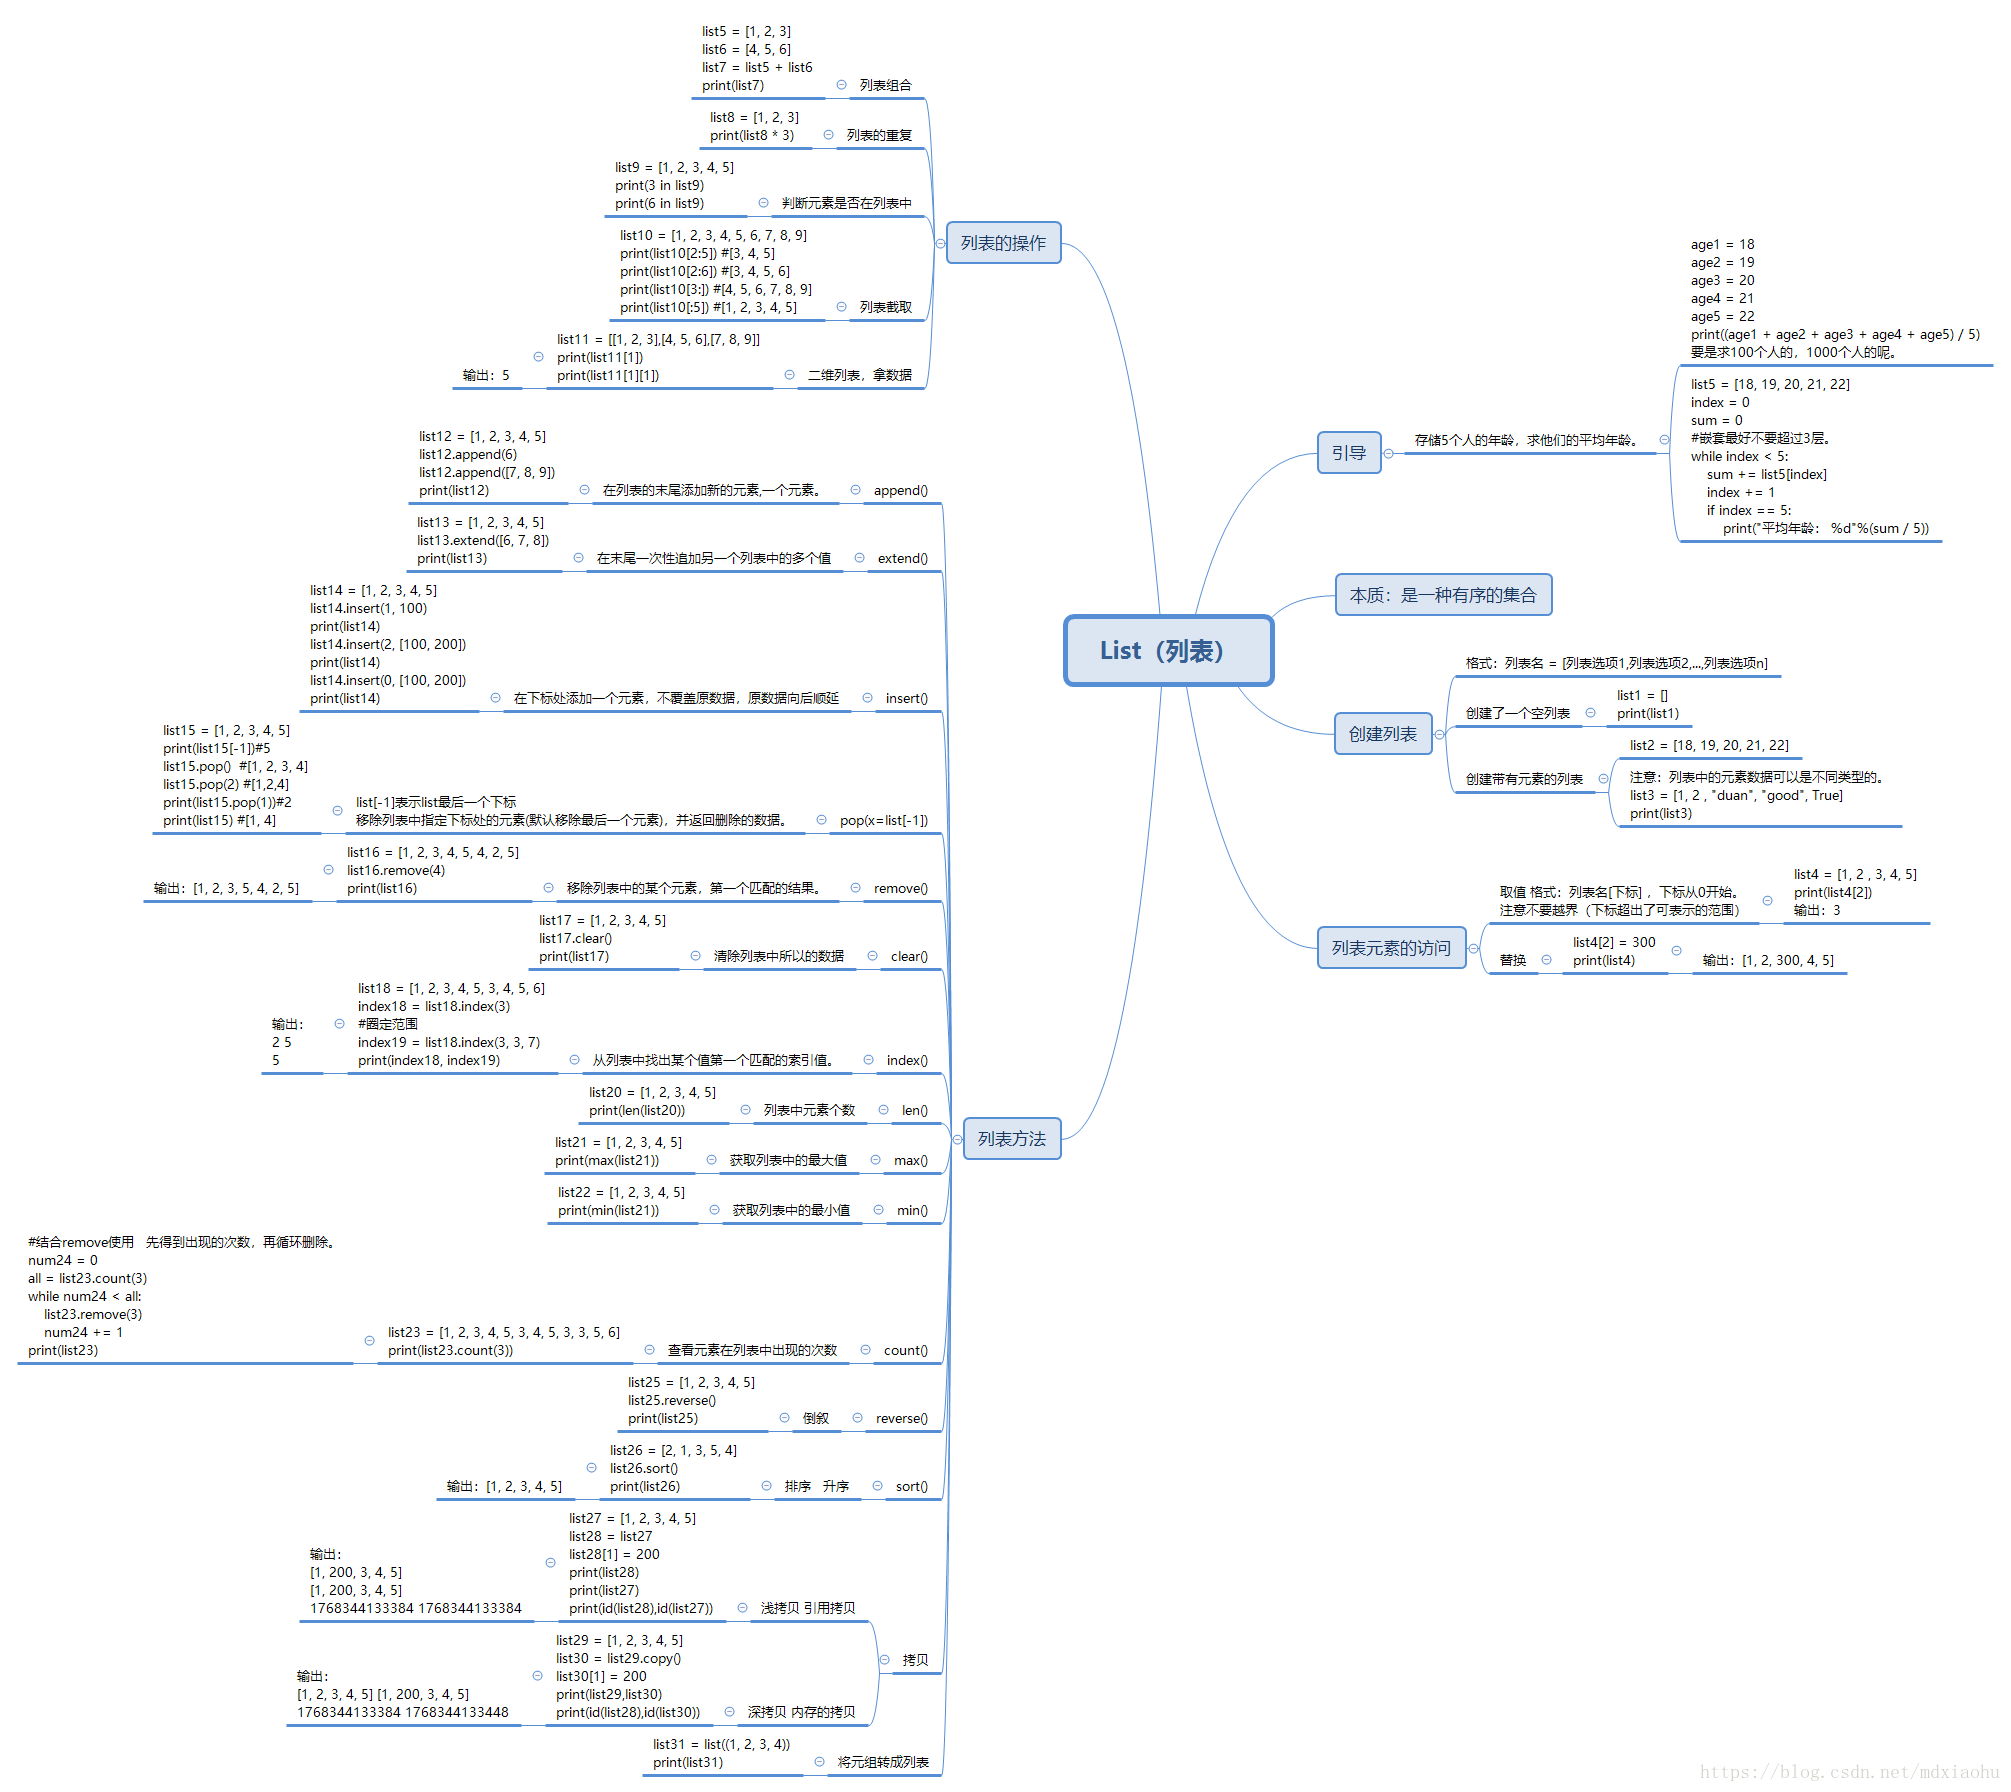 List（列表）
列表的操作
列表组合
list5 = [1, 2, 3]
list6 = [4, 5, 6]
list7 = list5 + list6
print(list7)
列表的重复
list8 = [1, 2, 3]
print(list8 * 3)
判断元素是否在列表中
list9 = [1, 2, 3, 4, 5]
print(3 in list9)
print(6 in list9)
列表截取
list10 = [1, 2, 3, 4, 5, 6, 7, 8, 9]
print(list10[2:5]) #[3, 4, 5]
print(list10[2:6]) #[3, 4, 5, 6]
print(list10[3:]) #[4, 5, 6, 7, 8, 9]
print(list10[:5]) #[1, 2, 3, 4, 5]
二维列表，拿数据
list11 = [[1, 2, 3],[4, 5, 6],[7, 8, 9]]
print(list11[1])
print(list11[1][1])
输出：5
列表方法
append()
在列表的末尾添加新的元素,一个元素。
list12 = [1, 2, 3, 4, 5]
list12.append(6)
list12.append([7, 8, 9])
print(list12)
extend()
在末尾一次性追加另一个列表中的多个值
list13 = [1, 2, 3, 4, 5]
list13.extend([6, 7, 8])
print(list13)
insert()
在下标处添加一个元素，不覆盖原数据，原数据向后顺延
list14 = [1, 2, 3, 4, 5]
list14.insert(1, 100)
print(list14)
list14.insert(2, [100, 200])
print(list14)
list14.insert(0, [100, 200])
print(list14)
pop(x=list[-1])
list[-1]表示list最后一个下标
移除列表中指定下标处的元素(默认移除最后一个元素)，并返回删除的数据。
list15 = [1, 2, 3, 4, 5]
print(list15[-1])#5
list15.pop()  #[1, 2, 3, 4]
list15.pop(2) #[1,2,4]
print(list15.pop(1))#2
print(list15) #[1, 4]
remove()
移除列表中的某个元素，第一个匹配的结果。
list16 = [1, 2, 3, 4, 5, 4, 2, 5]
list16.remove(4)
print(list16)
输出：[1, 2, 3, 5, 4, 2, 5]
clear()
清除列表中所以的数据
list17 = [1, 2, 3, 4, 5]
list17.clear()
print(list17)
index()
从列表中找出某个值第一个匹配的索引值。
list18 = [1, 2, 3, 4, 5, 3, 4, 5, 6]
index18 = list18.index(3)
#圈定范围
index19 = list18.index(3, 3, 7)
print(index18, index19)
输出：
2 5
5
len()
列表中元素个数
list20 = [1, 2, 3, 4, 5]
print(len(list20))
max()
获取列表中的最大值
list21 = [1, 2, 3, 4, 5]
print(max(list21))
min()
获取列表中的最小值
list22 = [1, 2, 3, 4, 5]
print(min(list21))
count()
查看元素在列表中出现的次数
list23 = [1, 2, 3, 4, 5, 3, 4, 5, 3, 3, 5, 6]
print(list23.count(3))
#结合remove使用   先得到出现的次数，再循环删除。
num24 = 0
all = list23.count(3)
while num24 < all:
    list23.remove(3)
    num24 += 1
print(list23)
reverse()
倒叙
list25 = [1, 2, 3, 4, 5]
list25.reverse()
print(list25)
sort()
排序   升序
list26 = [2, 1, 3, 5, 4]
list26.sort()
print(list26)
输出：[1, 2, 3, 4, 5]
拷贝
浅拷贝 引用拷贝
list27 = [1, 2, 3, 4, 5]
list28 = list27
list28[1] = 200
print(list28)
print(list27)
print(id(list28),id(list27))
输出：
[1, 200, 3, 4, 5]
[1, 200, 3, 4, 5]
1768344133384 1768344133384
深拷贝 内存的拷贝
list29 = [1, 2, 3, 4, 5]
list30 = list29.copy()
list30[1] = 200
print(list29,list30)
print(id(list28),id(list30))
输出：
[1, 2, 3, 4, 5] [1, 200, 3, 4, 5]
1768344133384 1768344133448
将元组转成列表
list31 = list((1, 2, 3, 4))
print(list31)
引导
存储5个人的年龄，求他们的平均年龄。
age1 = 18
age2 = 19
age3 = 20
age4 = 21
age5 = 22
print((age1 + age2 + age3 + age4 + age5) / 5)
要是求100个人的，1000个人的呢。
list5 = [18, 19, 20, 21, 22]
index = 0
sum = 0
#嵌套最好不要超过3层。
while index < 5:
    sum += list5[index]
    index += 1
    if index == 5:
        print("平均年龄： %d"%(sum / 5))
本质：是一种有序的集合
创建列表
格式：列表名 = [列表选项1,列表选项2,...,列表选项n]
创建了一个空列表
list1 = []
print(list1)
创建带有元素的列表
list2 = [18, 19, 20, 21, 22]
注意：列表中的元素数据可以是不同类型的。
list3 = [1, 2 , "duan", "good", True]
print(list3)
列表元素的访问
取值 格式：列表名[下标] ，下标从0开始。
注意不要越界（下标超出了可表示的范围）
list4 = [1, 2 , 3, 4, 5]
print(list4[2])
输出：3
替换
list4[2] = 300
print(list4)
输出：[1, 2, 300, 4, 5]
https://blog.csdn.net/mdxiaohu